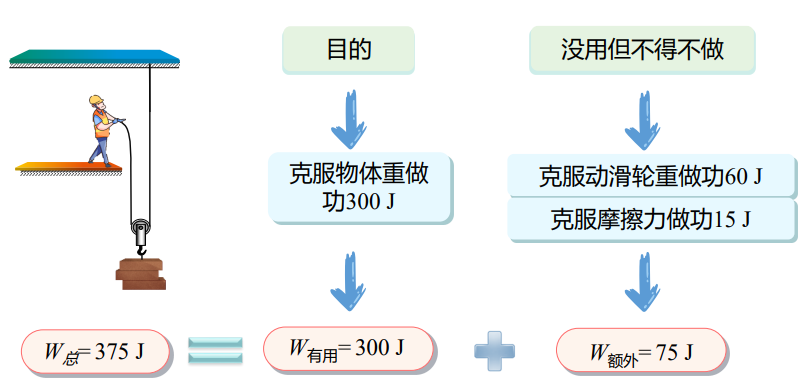 目的
没用但不得不做
克服物体重做
功300 J
克服动滑轮重做功60 J
克服摩擦力做功15 J
W总= 375 J
W有用= 300 J
W额外= 75 J